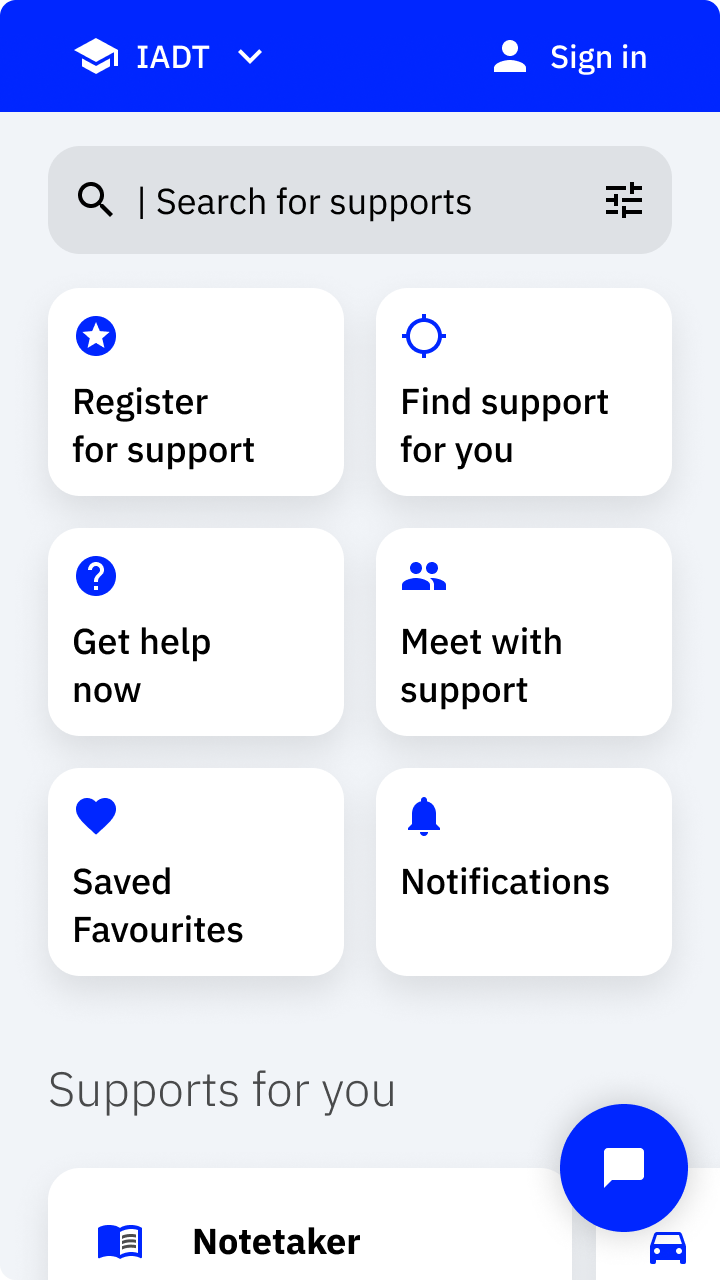 IADT
Sign in
| Search for supports
Register
for support
Find support
for you
Get help
now
Meet with
support
Saved
Favourites
Notifications
Supports for you
Notetaker